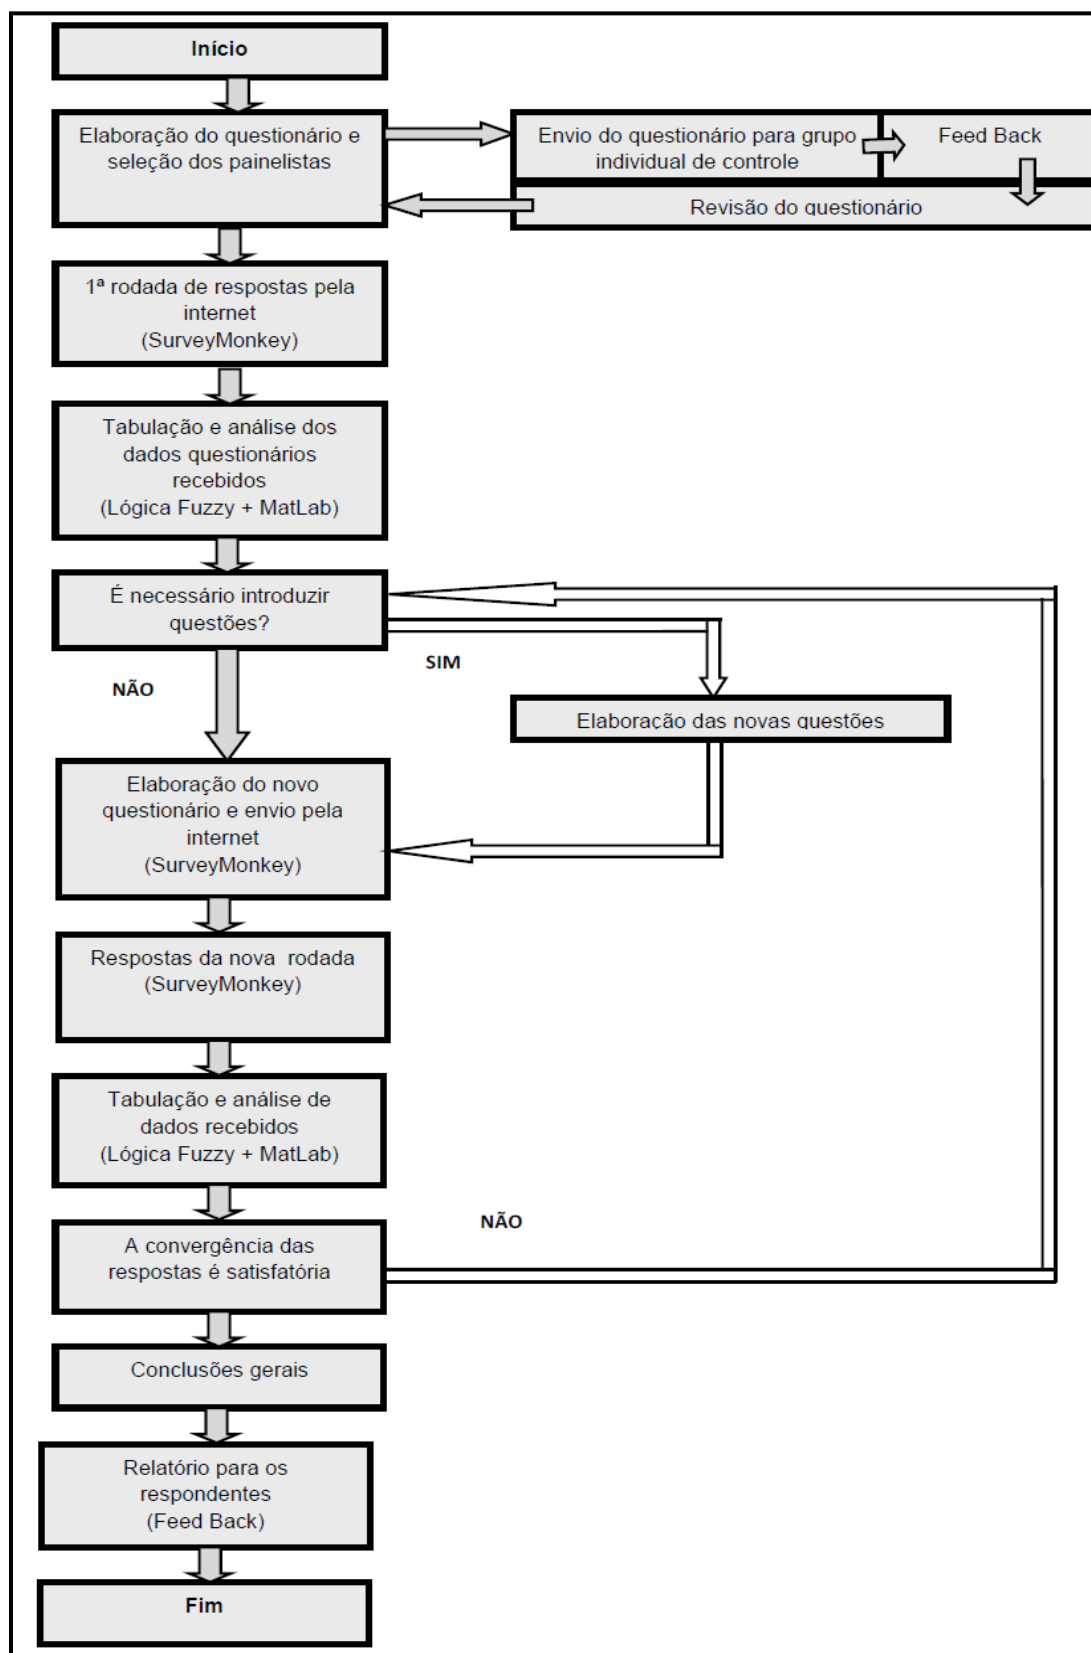 Início
Elaboração do questionário e
seleção dos painelistas
Envio do questionário para grupo
individual de controle
Feed Back
Revisão do questionário
1ª rodada de respostas pela
internet
(SurveyMonkey)
Tabulação e análise dos
dados questionários
recebidos
(Lógica Fuzzy + MatLab)
É necessário introduzir
questões?
SIM
NÃO
Elaboração das novas questões
Elaboração do novo
questionário e envio pela
internet
(SurveyMonkey)
Respostas da nova rodada
(SurveyMonkey)
Tabulação e análise de
dados recebidos
(Lógica Fuzzy + MatLab)
NÃO
A convergência das
respostas é satisfatória
Conclusões gerais
Relatório para os
respondentes
(Feed Back)
Fim